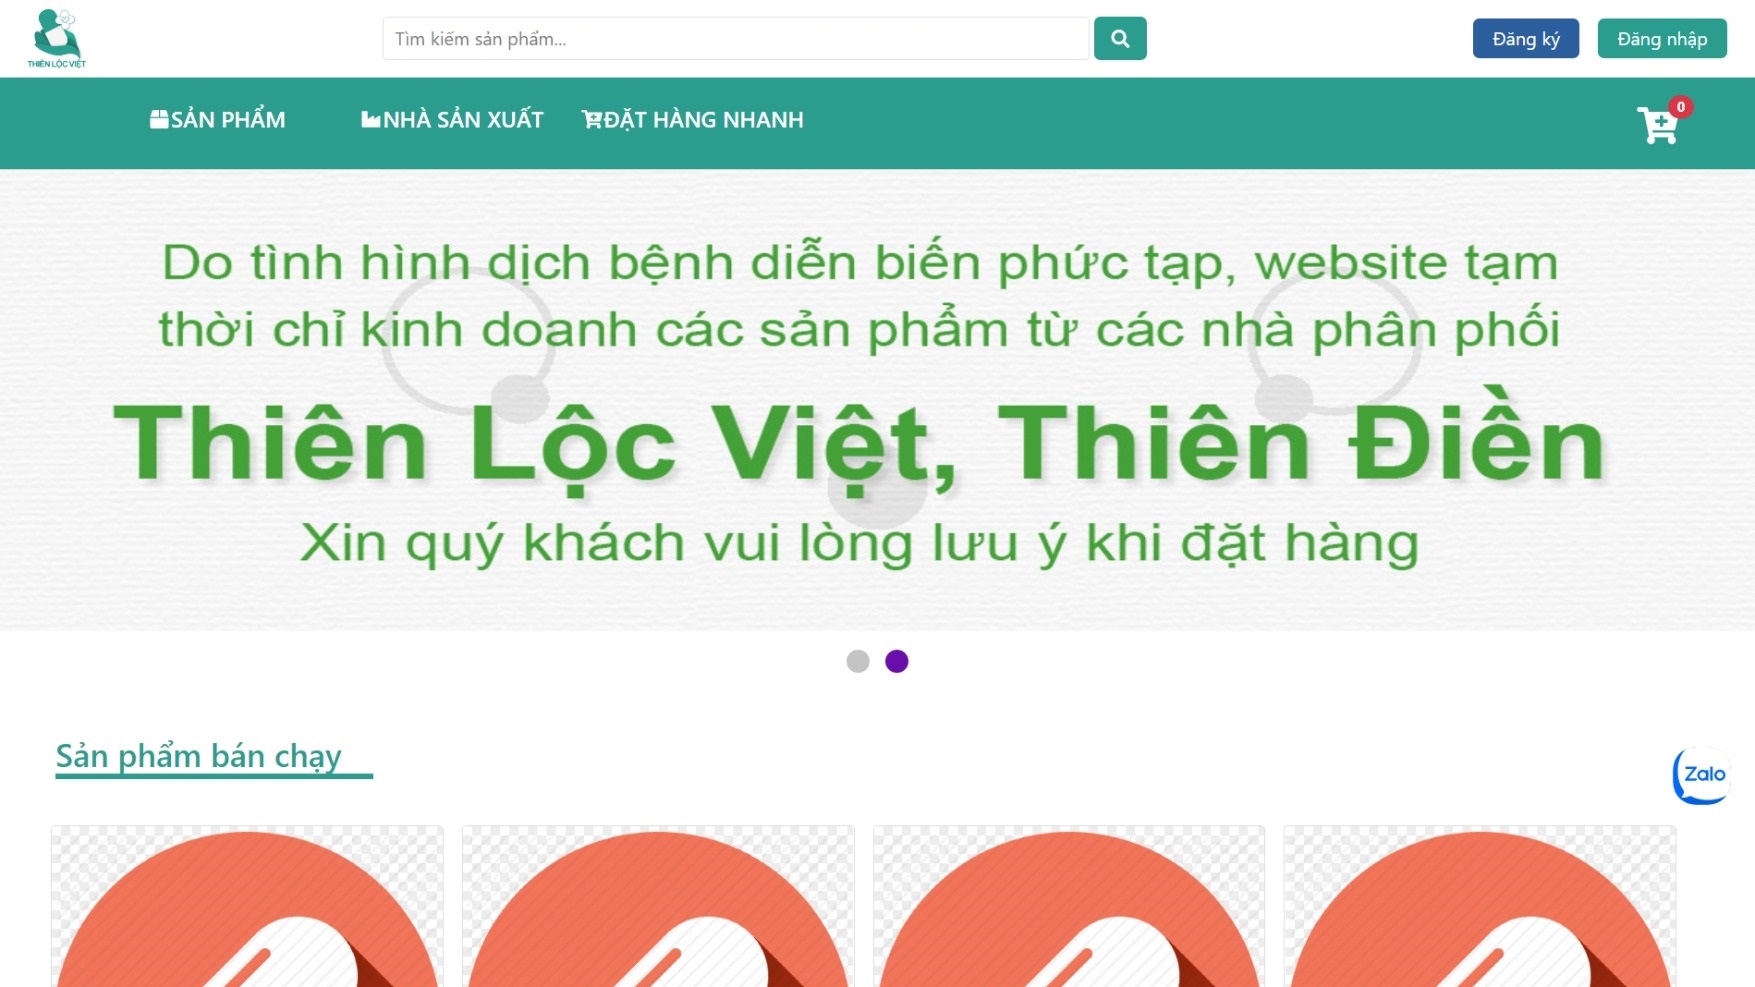 THIÊN LỘC VIỆT
Tìm kiếm sản phẩm...
Đăng ký
Đăng nhập
SẢN PHẨM
NHÀ SẢN XUẤT
ĐẶT HÀNG NHANH
0
Do tình hình dịch bệnh diễn biến phức tạp, website tạm
thời chỉ kinh doanh các sản phẩm từ các nhà phân phối
Thiên Lộc Việt, Thiên Điền
Xin quý khách vui lòng lưu ý khi đặt hàng
Sản phẩm bán chạy
Zalo